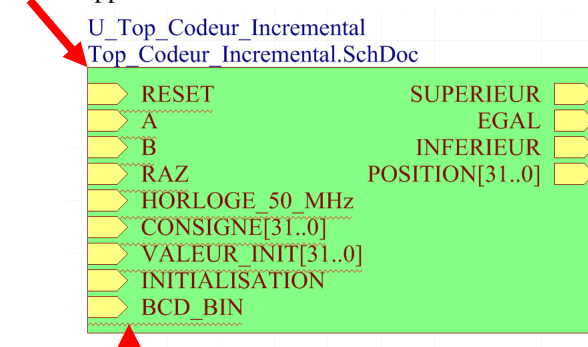 U_Top_Codeur_Incremental
Top_Codeur_Incremental.SchDoc
RESET SUPERIEUR
A EGAL
B INFERIEUR
RAZ POSITION[31..0]
HORLOGE_50_MHz
CONSIGNE[31..0]
VALEUR_INIT[31..0]
INITIALISATION
BCD_BIN